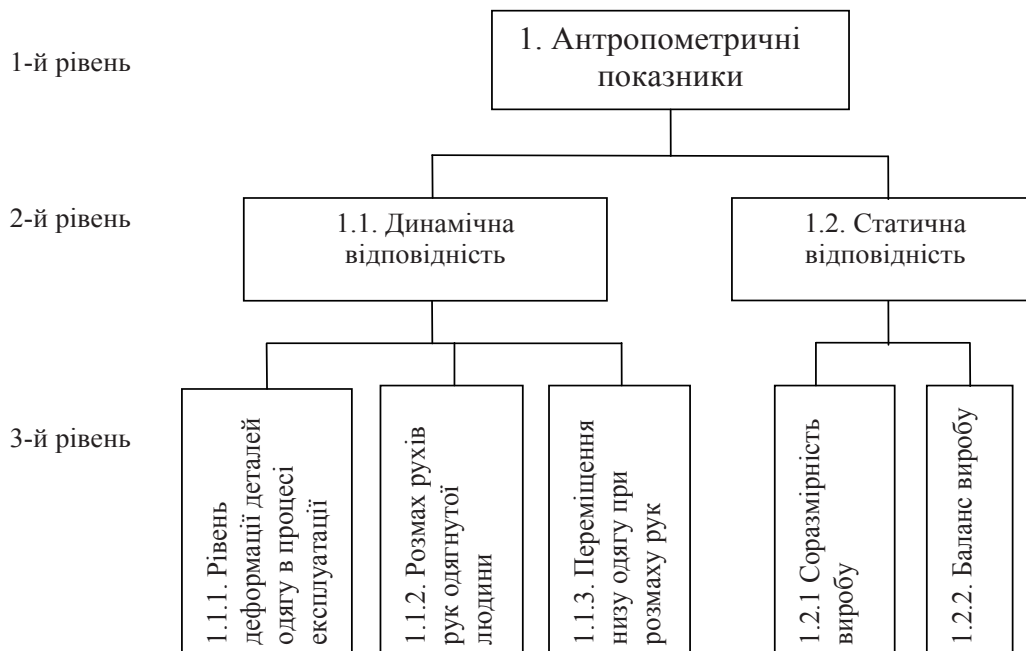 1-й рівень
1. Антропометричні
показники
2-й рівень
1.1. Динамічна
відповідність
1.2. Статична
відповідність
3-й рівень
1.1.1. Рівень
деформації деталей
одягу в процесі
експлуатації
1.1.2. Розмах рухів
рук одягнутої
людини
1.1.3. Переміщення
низу одягу при
розмаху рук
1.2.1 Соразмірність
виробу
1.2.2. Баланс виробу